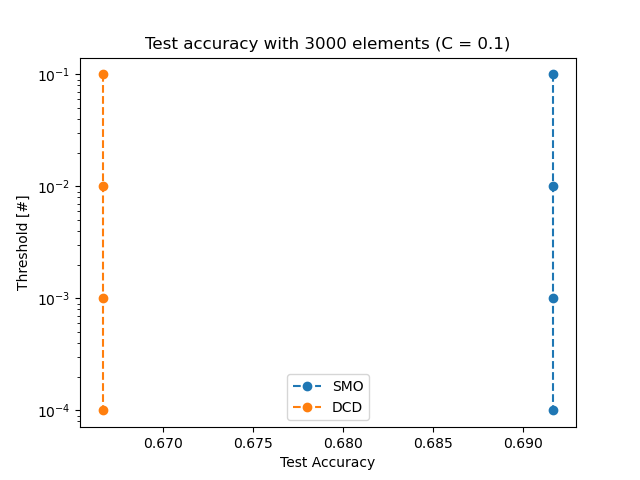 Test accuracy with 3000 elements (C = 0.1)
Threshold [#]
10⁻¹
10⁻²
10⁻³
10⁻⁴
SMO
DCD
0.670 0.675 0.680 0.685 0.690
Test Accuracy